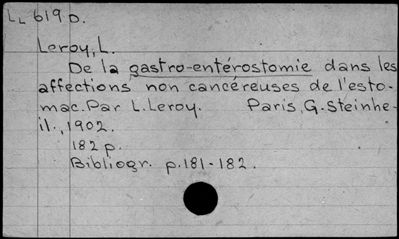 LL 619 D.
Leroy, L.
De la gastro-entérostomie dans les
affections non cancéreuses de l'esto-
mac. Par L. Leroy. Paris, G. Steinhe-
il., 1902.
182 p.
Bibliogr. p.181-182.